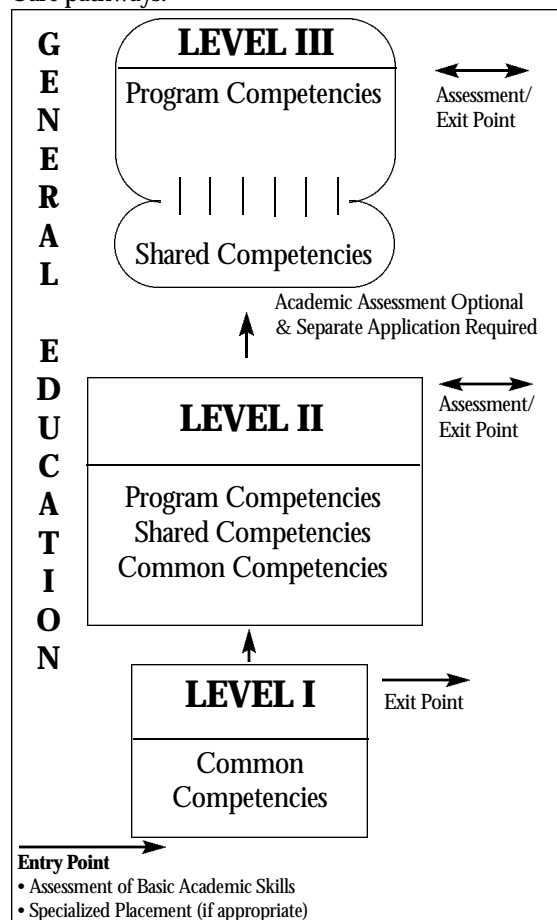 GENERAL EDUCATION
LEVEL III
Program Competencies
Assessment/
Exit Point
Shared Competencies
Academic Assessment Optional
& Separate Application Required
LEVEL II
Assessment/
Exit Point
Program Competencies
Shared Competencies
Common Competencies
LEVEL I
Exit Point
Common
Competencies
Entry Point
• Assessment of Basic Academic Skills
• Specialized Placement (if appropriate)